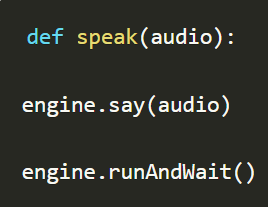 def speak(audio):
engine.say(audio)
engine.runAndWait()